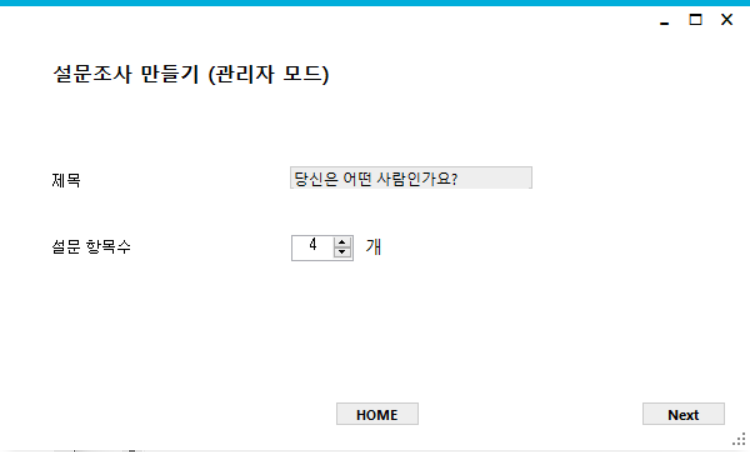 설문조사 만들기 (관리자 모드)
제목
당신은 어떤 사람인가요?
설문 항목수
4 개
HOME
Next